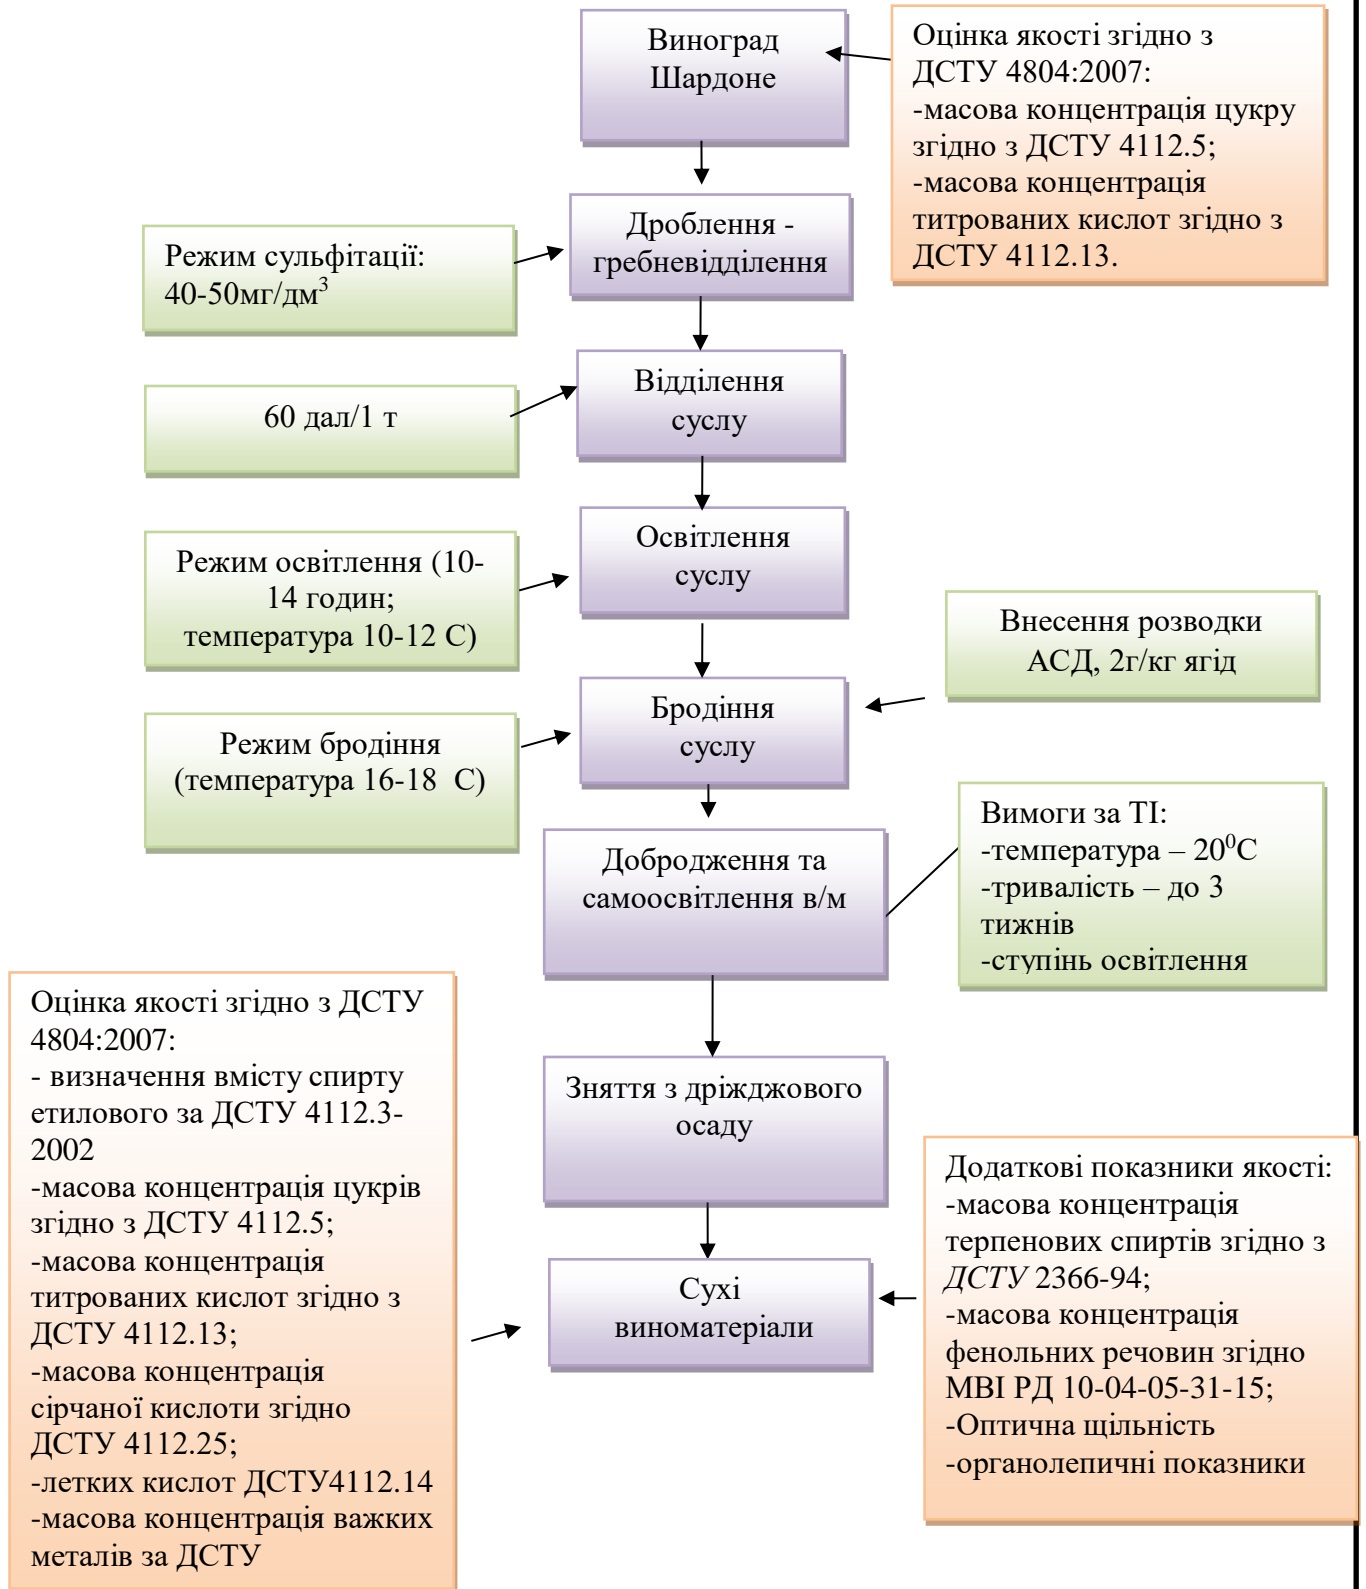 Виноград
Шардоне
Оцінка якості згідно з
ДСТУ 4804:2007:
-масова концентрація цукру
згідно з ДСТУ 4112.5;
-масова концентрація
титрованих кислот згідно з
ДСТУ 4112.13.
Дроблення -
гребневідділення
Режим сульфітації:
40-50мг/дм³
Відділення
суслу
60 дал/1 т
Освітлення
суслу
Режим освітлення (10-
14 годин;
температура 10-12 С)
Внесення розводки
АСД, 2г/кг ягід
Бродіння
суслу
Режим бродіння
(температура 16-18  С)
Добродження та
самоосвітлення в/м
Вимоги за ТІ:
-температура – 20⁰С
-тривалість – до 3
тижнів
-ступінь освітлення
Зняття з дріжджового
осаду
Оцінка якості згідно з ДСТУ
4804:2007:
- визначення вмісту спирту
етилового за ДСТУ 4112.3-
2002
-масова концентрація цукрів
згідно з ДСТУ 4112.5;
-масова концентрація
титрованих кислот згідно з
ДСТУ 4112.13;
-масова концентрація
сірчаної кислоти згідно
ДСТУ 4112.25;
-летких кислот ДСТУ4112.14
-масова концентрація важких
металів за ДСТУ
Сухі
виноматеріали
Додаткові показники якості:
-масова концентрація
терпенових спиртів згідно з
ДСТУ 2366-94;
-масова концентрація
фенольних речовин згідно
МВІ РД 10-04-05-31-15;
-Оптична щільність
-органолепичні показники